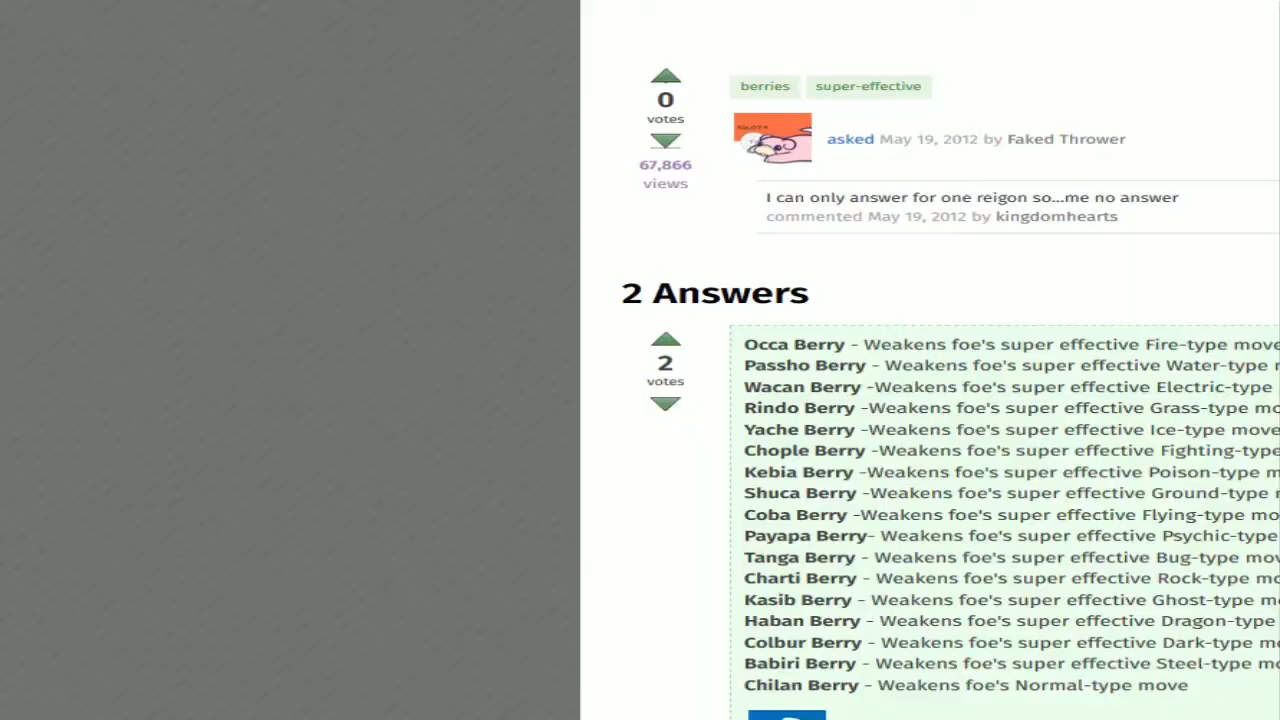 berries super-effective
0
votes
67,866
views
asked May 19, 2012 by Faked Thrower
I can only answer for one reigon so...me no answer
commented May 19, 2012 by kingdomhearts
2 Answers
2
votes
Occa Berry - Weakens foe's super effective Fire-type move
Passho Berry - Weakens foe's super effective Water-type
Wacan Berry -Weakens foe's super effective Electric-type
Rindo Berry -Weakens foe's super effective Grass-type mo
Yache Berry -Weakens foe's super effective Ice-type move
Chople Berry -Weakens foe's super effective Fighting-type
Kebia Berry -Weakens foe's super effective Poison-type m
Shuca Berry -Weakens foe's super effective Ground-type
Coba Berry -Weakens foe's super effective Flying-type mo
Payapa Berry- Weakens foe's super effective Psychic-type
Tanga Berry - Weakens foe's super effective Bug-type mov
Charti Berry - Weakens foe's super effective Rock-type mo
Kasib Berry - Weakens foe's super effective Ghost-type m
Haban Berry - Weakens foe's super effective Dragon-type
Colbur Berry - Weakens foe's super effective Dark-type mo
Babiri Berry - Weakens foe's super effective Steel-type mo
Chilan Berry - Weakens foe's Normal-type move